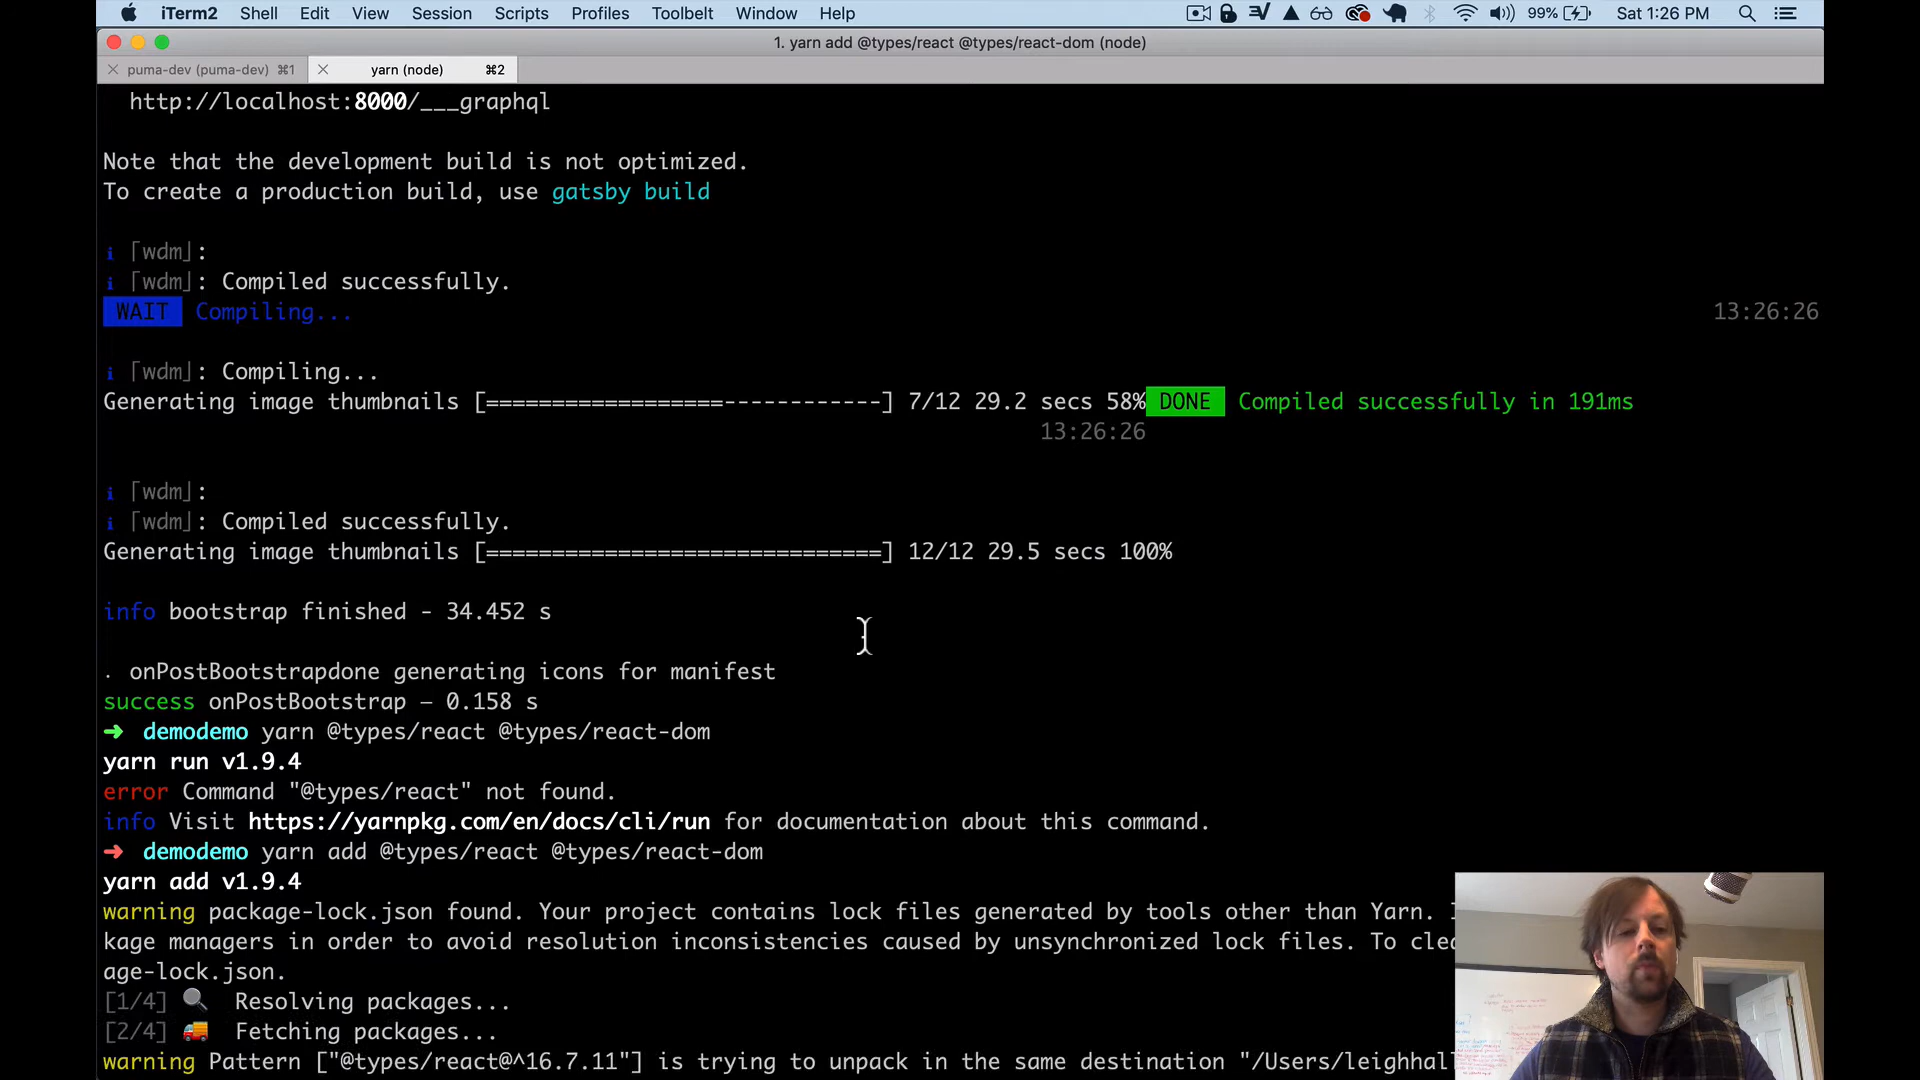 iTerm2 Shell Edit View Session Scripts Profiles Toolbelt Window Help 99% Sat 1:26 PM
1. yarn add @types/react @types/react-dom (node)
puma-dev (puma-dev) ⌘1 yarn (node) ⌘2
http://localhost:8000/___graphql
Note that the development build is not optimized.
To create a production build, use gatsby build
ℹ ｢wdm｣:
ℹ ｢wdm｣: Compiled successfully.
WAIT Compiling... 13:26:26
ℹ ｢wdm｣: Compiling...
Generating image thumbnails [==================------------] 7/12 29.2 secs 58% DONE Compiled successfully in 191ms
13:26:26
ℹ ｢wdm｣:
ℹ ｢wdm｣: Compiled successfully.
Generating image thumbnails [==============================] 12/12 29.5 secs 100%
info bootstrap finished - 34.452 s
. onPostBootstrapdone generating icons for manifest
success onPostBootstrap — 0.158 s
➜ demodemo yarn @types/react @types/react-dom
yarn run v1.9.4
error Command "@types/react" not found.
info Visit https://yarnpkg.com/en/docs/cli/run for documentation about this command.
➜ demodemo yarn add @types/react @types/react-dom
yarn add v1.9.4
warning package-lock.json found. Your project contains lock files generated by tools other than Yarn.
kage managers in order to avoid resolution inconsistencies caused by unsynchronized lock files. To
age-lock.json.
[1/4] 🔍 Resolving packages...
[2/4] 🚚 Fetching packages...
warning Pattern ["@types/react@^16.7.11"] is trying to unpack in the same destination "/Users/leighhal